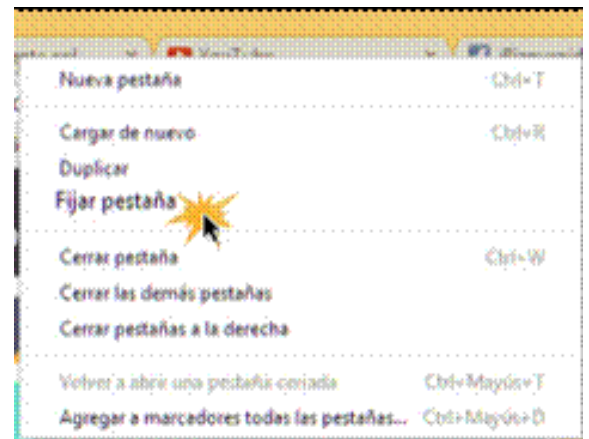 YouTube
Nueva pestaña Ctrl+T
Cargar de nuevo Ctrl+R
Duplicar
Fijar pestaña
Cerrar pestaña Ctrl+W
Cerrar las demás pestañas
Cerrar pestañas a la derecha
Volver a abrir una pestaña cerrada Ctrl+Mayús+T
Agregar a marcadores todas las pestañas... Ctrl+Mayús+D